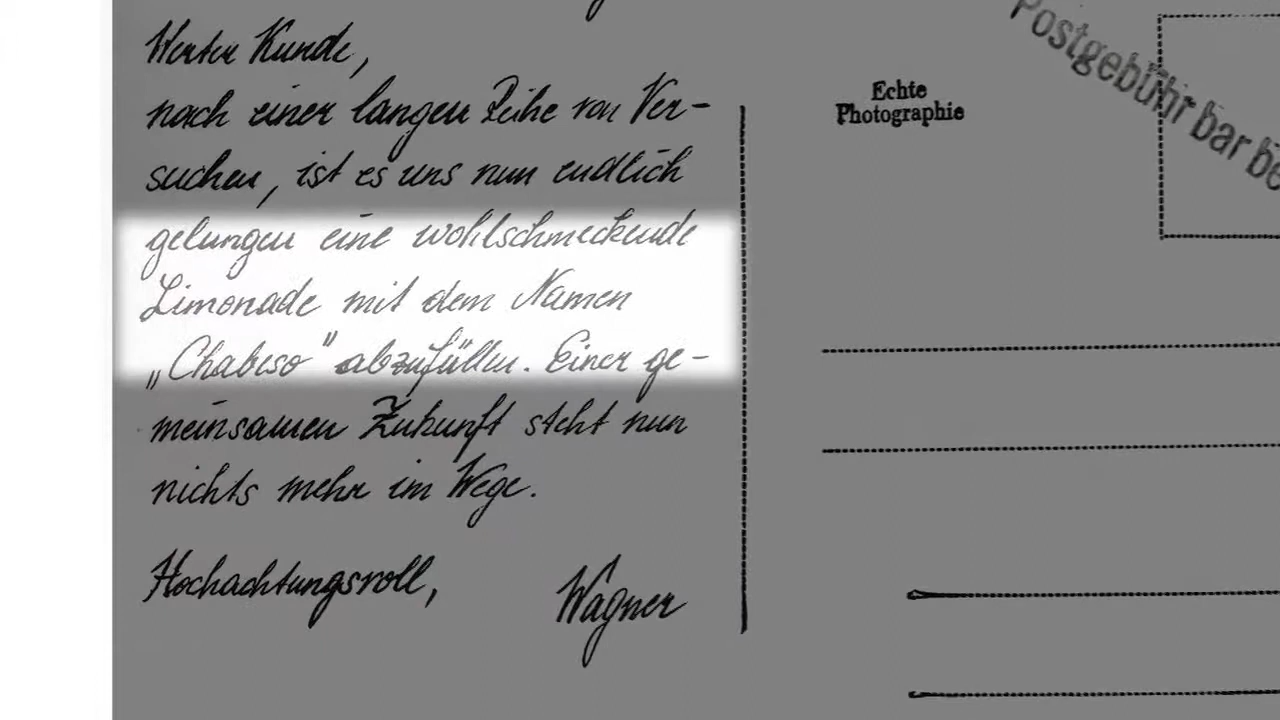 Werter Kunde,
nach einer langen Reihe von Ver-
suchen, ist es uns nun endlich
gelungen eine wohlschmeckende
Limonade mit dem Namen
„Chabeso" abzufüllen. Einer ge-
meinsamen Zukunft steht nun
nichts mehr im Wege.
Hochachtungsvoll,
Wagner
Echte
Photographie
Postgebühr bar be